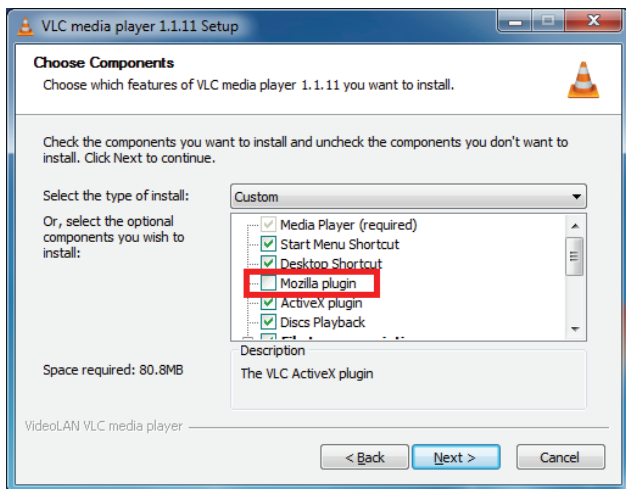 VLC media player 1.1.11 Setup
Choose Components
Choose which features of VLC media player 1.1.11 you want to install.
Check the components you want to install and uncheck the components you don't want to
install. Click Next to continue.
Select the type of install:
Custom
Or, select the optional
components you wish to
install:
Media Player (required)
Start Menu Shortcut
Desktop Shortcut
Mozilla plugin
ActiveX plugin
Discs Playback
Space required: 80.8MB
Description
The VLC ActiveX plugin
VideoLAN VLC media player
< Back
Next >
Cancel